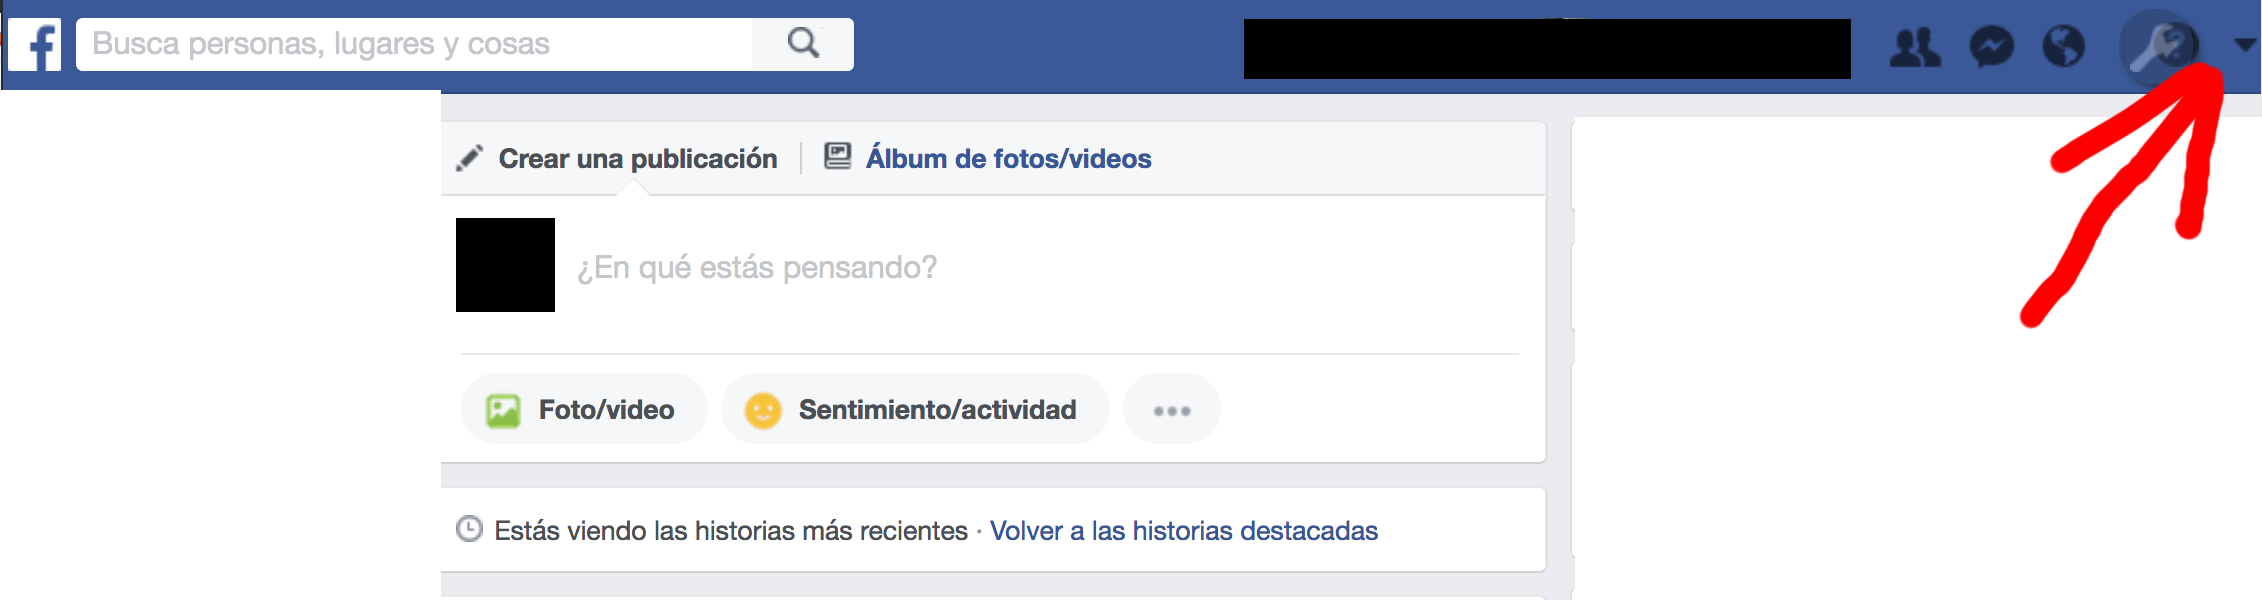 f Busca personas, lugares y cosas
?
Crear una publicación Álbum de fotos/videos
¿En qué estás pensando?
Foto/video Sentimiento/actividad
Estás viendo las historias más recientes · Volver a las historias destacadas